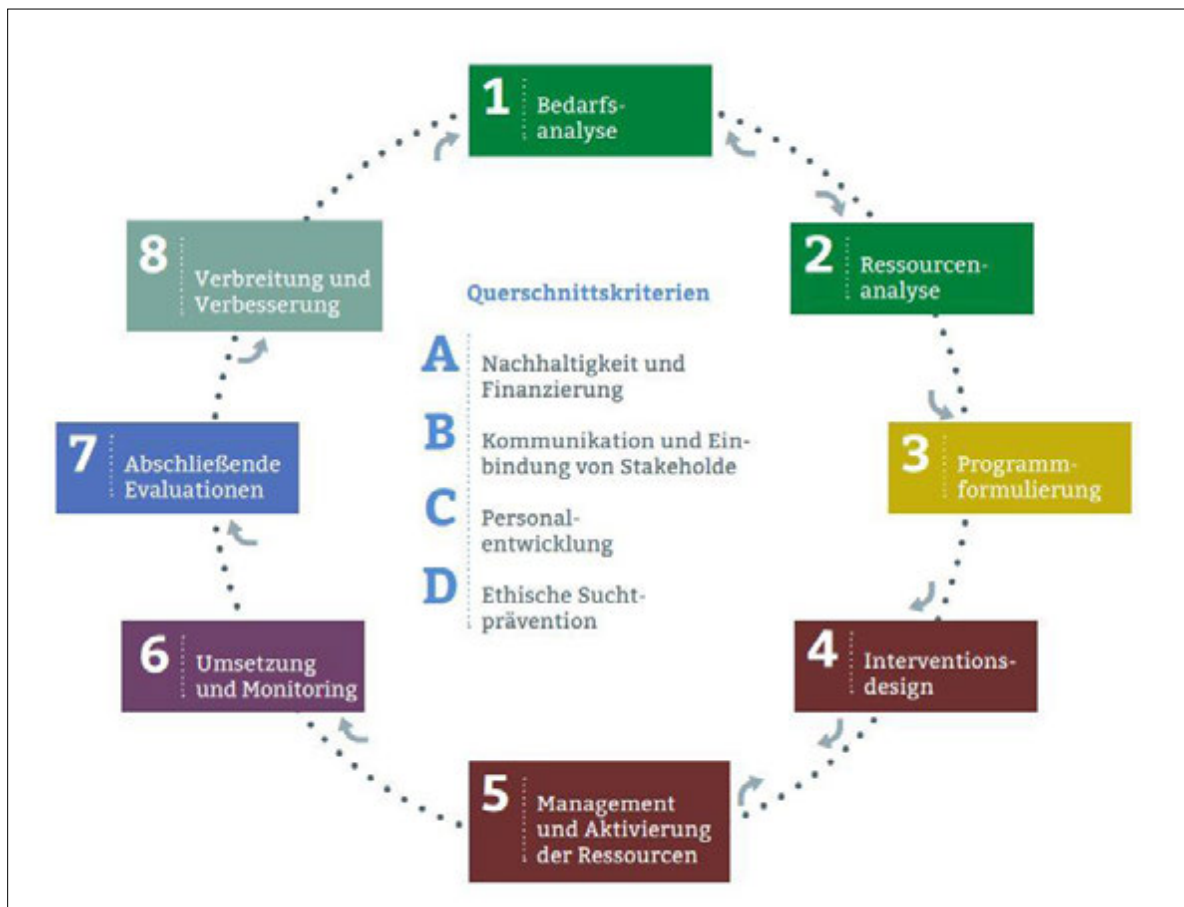 1 Bedarfs-
analyse
2 Ressourcen-
analyse
3 Programm-
formulierung
4 Interventions-
design
5 Management
und Aktivierung
der Ressourcen
6 Umsetzung
und Monitoring
7 Abschließende
Evaluationen
8 Verbreitung und
Verbesserung
Querschnittskriterien
A Nachhaltigkeit und
Finanzierung
B Kommunikation und Ein-
bindung von Stakeholde
C Personal-
entwicklung
D Ethische Sucht-
prävention